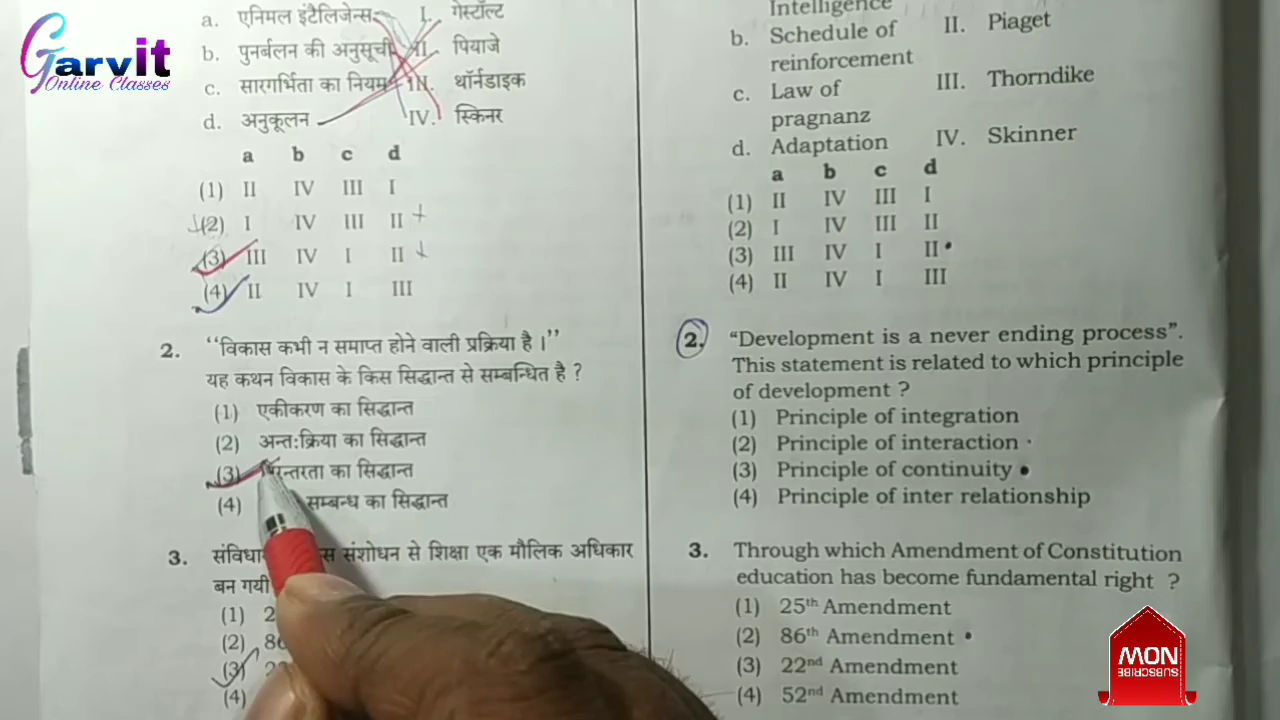 Garvit
Online Classes
a. एनिमल इंटैलिजेन्स I. गेस्टॉल्ट
b. पुनर्बलन की अनुसूची II. पियाजे
c. सारगर्भिता का नियम III. थॉर्नडाइक
d. अनुकूलन IV. स्किनर
a b c d
(1) II IV III I
(2) I IV III II
(3) III IV I II
(4) II IV I III
2. ‘‘विकास कभी न समाप्त होने वाली प्रक्रिया है ।’’
यह कथन विकास के किस सिद्धान्त से सम्बन्धित है ?
(1) एकीकरण का सिद्धान्त
(2) अन्तःक्रिया का सिद्धान्त
(3) का सिद्धान्त
(4) सम्बन्ध का सिद्धान्त
3. संशोधन से शिक्षा एक मौलिक अधिकार
बन गयी
(1)
(2)
(3)
(4)
Intelligence
b. Schedule of II. Piaget
reinforcement
c. Law of III. Thorndike
pragnanz
d. Adaptation IV. Skinner
a b c d
(1) II IV III I
(2) I IV III II
(3) III IV I II
(4) II IV I III
2. “Development is a never ending process”.
This statement is related to which principle
of development ?
(1) Principle of integration
(2) Principle of interaction
(3) Principle of continuity
(4) Principle of inter relationship
3. Through which Amendment of Constitution
education has become fundamental right ?
(1) 25th Amendment
(2) 86th Amendment
(3) 22nd Amendment
(4) 52nd Amendment
NOW
SUBSCRIBE